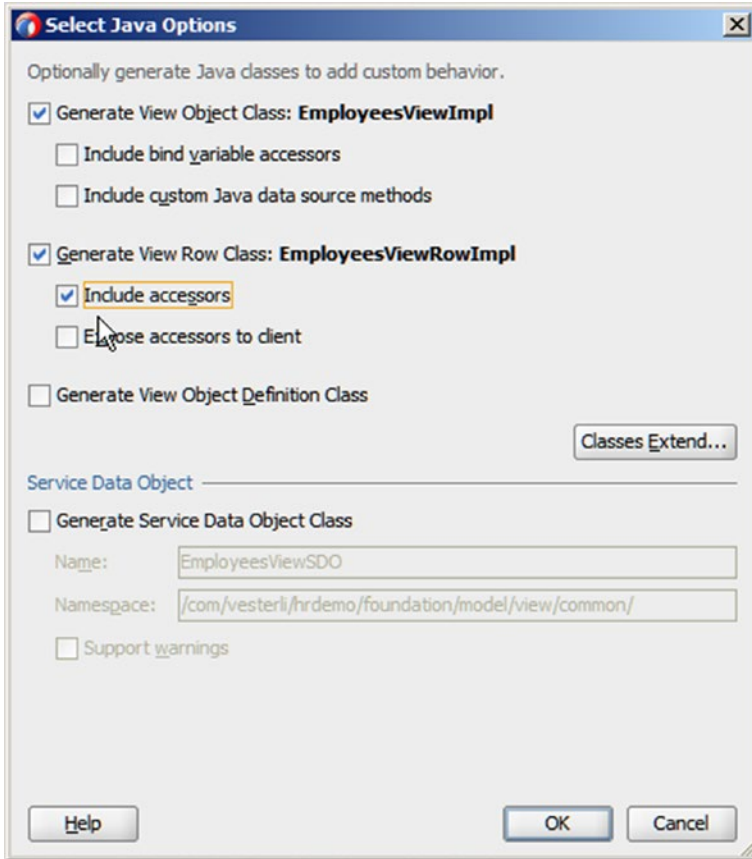 Select Java Options
Optionally generate Java classes to add custom behavior.
Generate View Object Class: EmployeesViewImpl
Include bind variable accessors
Include custom Java data source methods
Generate View Row Class: EmployeesViewRowImpl
Include accessors
Expose accessors to client
Generate View Object Definition Class
Classes Extend...
Service Data Object
Generate Service Data Object Class
Name: EmployeesViewSDO
Namespace: /com/vesterli/hrdemo/foundation/model/view/common/
Support warnings
Help OK Cancel